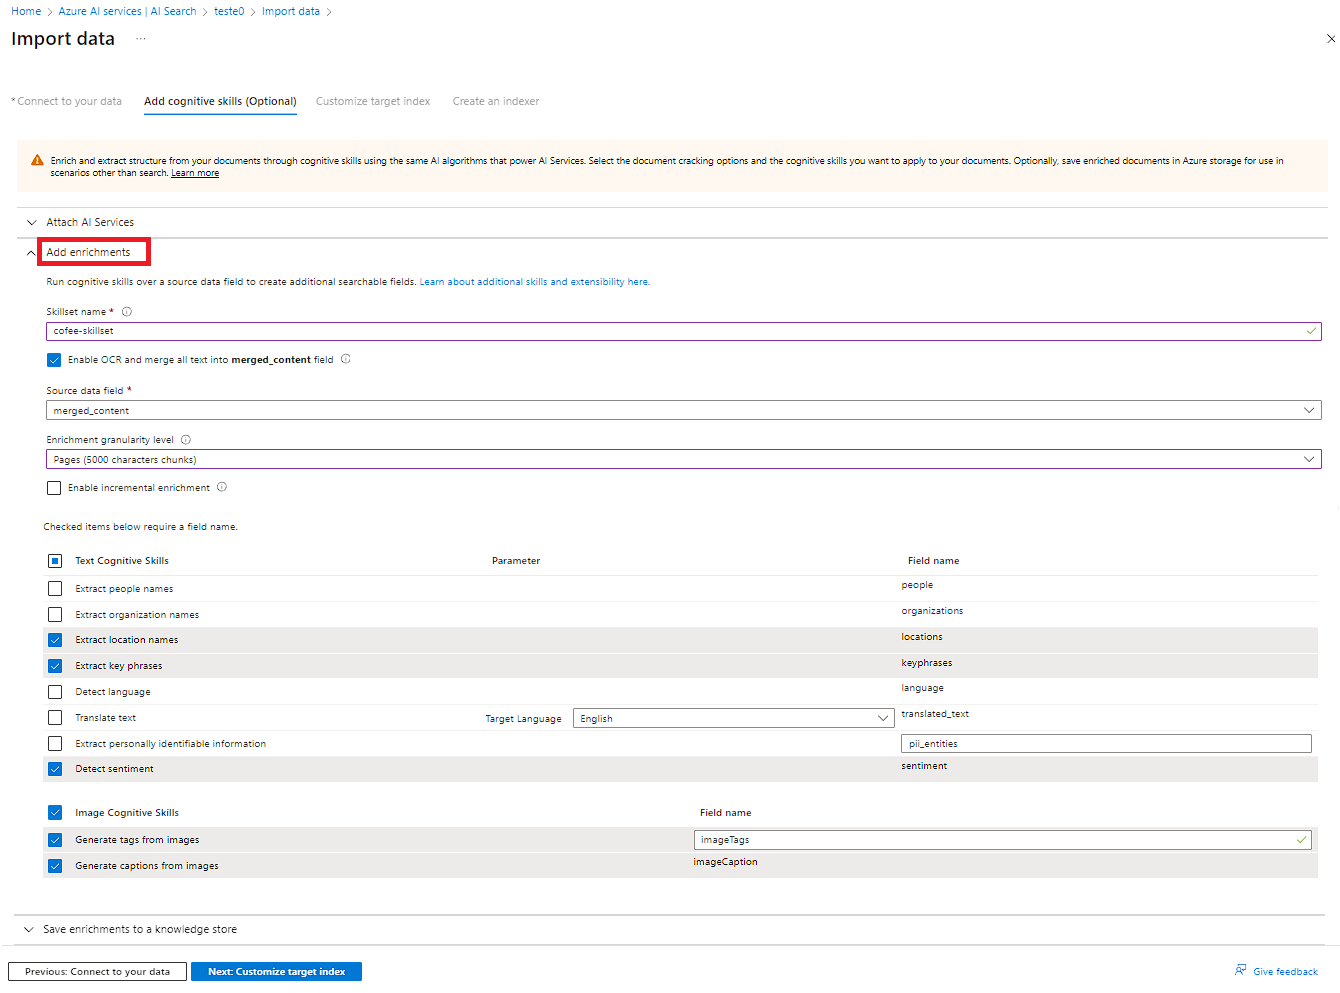 Home > Azure AI services | AI Search > teste0 > Import data >
Import data ...
* Connect to your data Add cognitive skills (Optional) Customize target index Create an indexer
Enrich and extract structure from your documents through cognitive skills using the same AI algorithms that power AI Services. Select the document cracking options and the cognitive skills you want to apply to your documents. Optionally, save enriched documents in Azure storage for use in
scenarios other than search. Learn more
Attach AI Services
Add enrichments
Run cognitive skills over a source data field to create additional searchable fields. Learn about additional skills and extensibility here.
Skillset name *
cofee-skillset
Enable OCR and merge all text into merged_content field
Source data field *
merged_content
Enrichment granularity level
Pages (5000 characters chunks)
Enable incremental enrichment
Checked items below require a field name.
Text Cognitive Skills Parameter Field name
Extract people names people
Extract organization names organizations
Extract location names locations
Extract key phrases keyphrases
Detect language language
Translate text Target Language English translated_text
Extract personally identifiable information pii_entities
Detect sentiment sentiment
Image Cognitive Skills Field name
Generate tags from images imageTags
Generate captions from images imageCaption
Save enrichments to a knowledge store
Previous: Connect to your data Next: Customize target index Give feedback